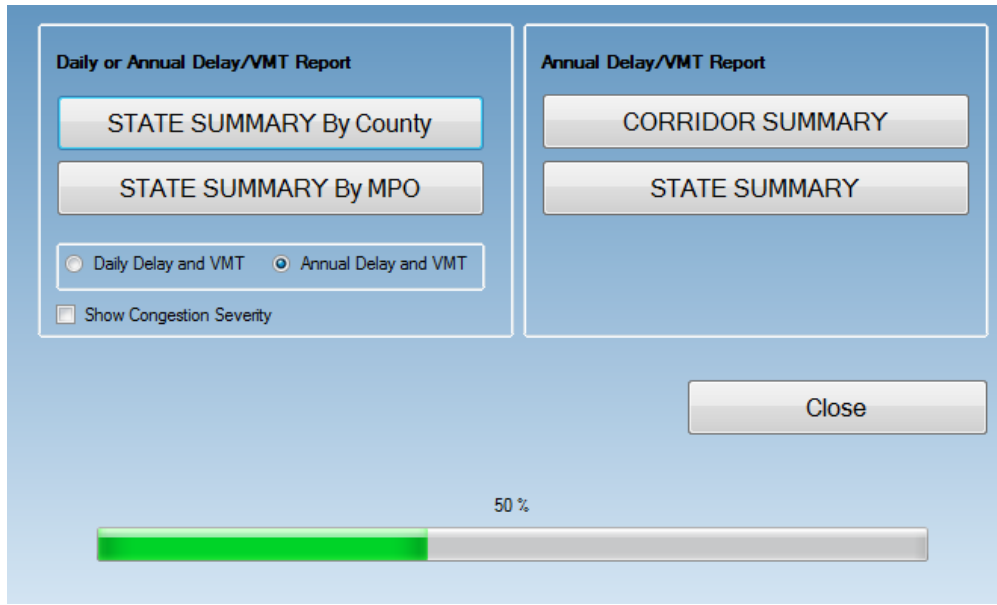 Daily or Annual Delay/VMT Report
STATE SUMMARY By County
STATE SUMMARY By MPO
Daily Delay and VMT
Annual Delay and VMT
Show Congestion Severity
Annual Delay/VMT Report
CORRIDOR SUMMARY
STATE SUMMARY
Close
50 %